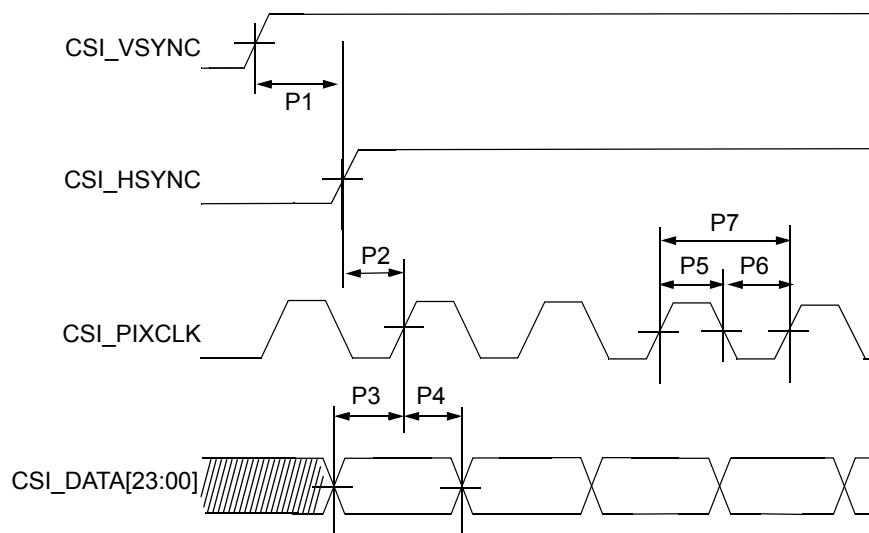 CSI_VSYNC
P1
CSI_HSYNC
P7
P2
P5
P6
CSI_PIXCLK
P3
P4
CSI_DATA[23:00]